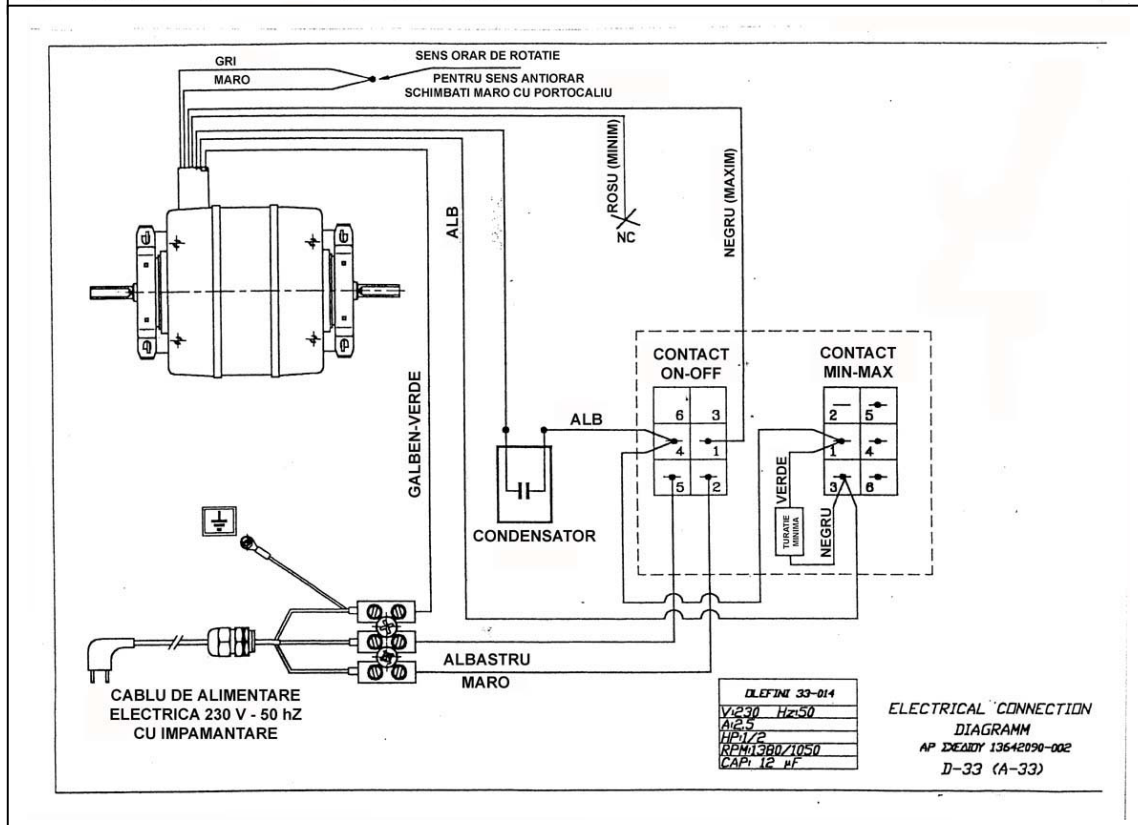 GRI
MARO
SENS ORAR DE ROTATIE
PENTRU SENS ANTIORAR
SCHIMBATI MARO CU PORTOCALIU
ALB
ROSU (MINIM)
NC
NEGRU (MAXIM)
GALBEN-VERDE
CONTACT
ON-OFF
CONTACT
MIN-MAX
6 3
4 1
5 2
2 5
1 4
3 6
ALB
CONDENSATOR
VERDE
TURATIE
MINIMA
NEGRU
ALBASTRU
MARO
CABLU DE ALIMENTARE
ELECTRICA 230 V - 50 hZ
CU IMPAMANTARE
OLEFINI 33-014
V:230 Hz:50
A:2.5
HP:1/2
RPM:1380/1050
CAP: 12 μF
ELECTRICAL CONNECTION
DIAGRAMM
ΑΡ ΣΧΕΔΙΟΥ 13642090-002
D-33 (A-33)